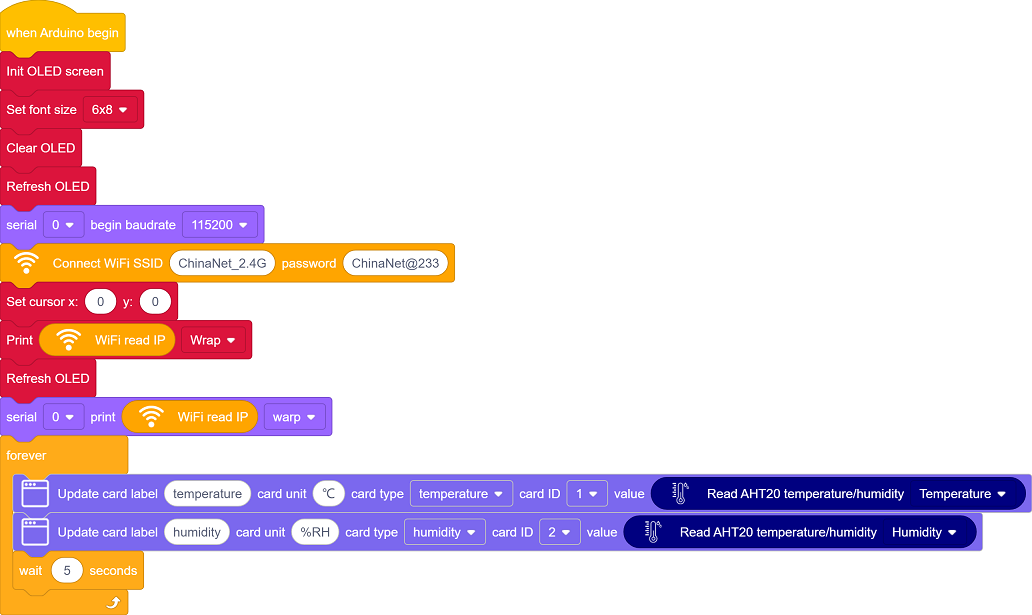 when Arduino begin
Init OLED screen
Set font size 6x8
Clear OLED
Refresh OLED
serial 0 begin baudrate 115200
Connect WiFi SSID ChinaNet_2.4G password ChinaNet@233
Set cursor x: 0 y: 0
Print WiFi read IP Wrap
Refresh OLED
serial 0 print WiFi read IP warp
forever
Update card label temperature card unit ℃ card type temperature card ID 1 value Read AHT20 temperature/humidity Temperature
Update card label humidity card unit %RH card type humidity card ID 2 value Read AHT20 temperature/humidity Humidity
wait 5 seconds